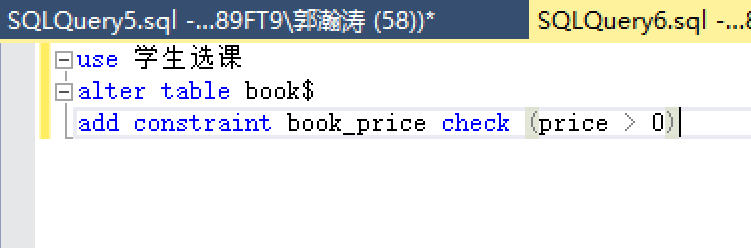 SQLQuery5.sql -...89FT9\郭瀚涛 (58))* SQLQuery6.sql -...
use 学生选课
alter table book$
add constraint book_price check (price > 0)